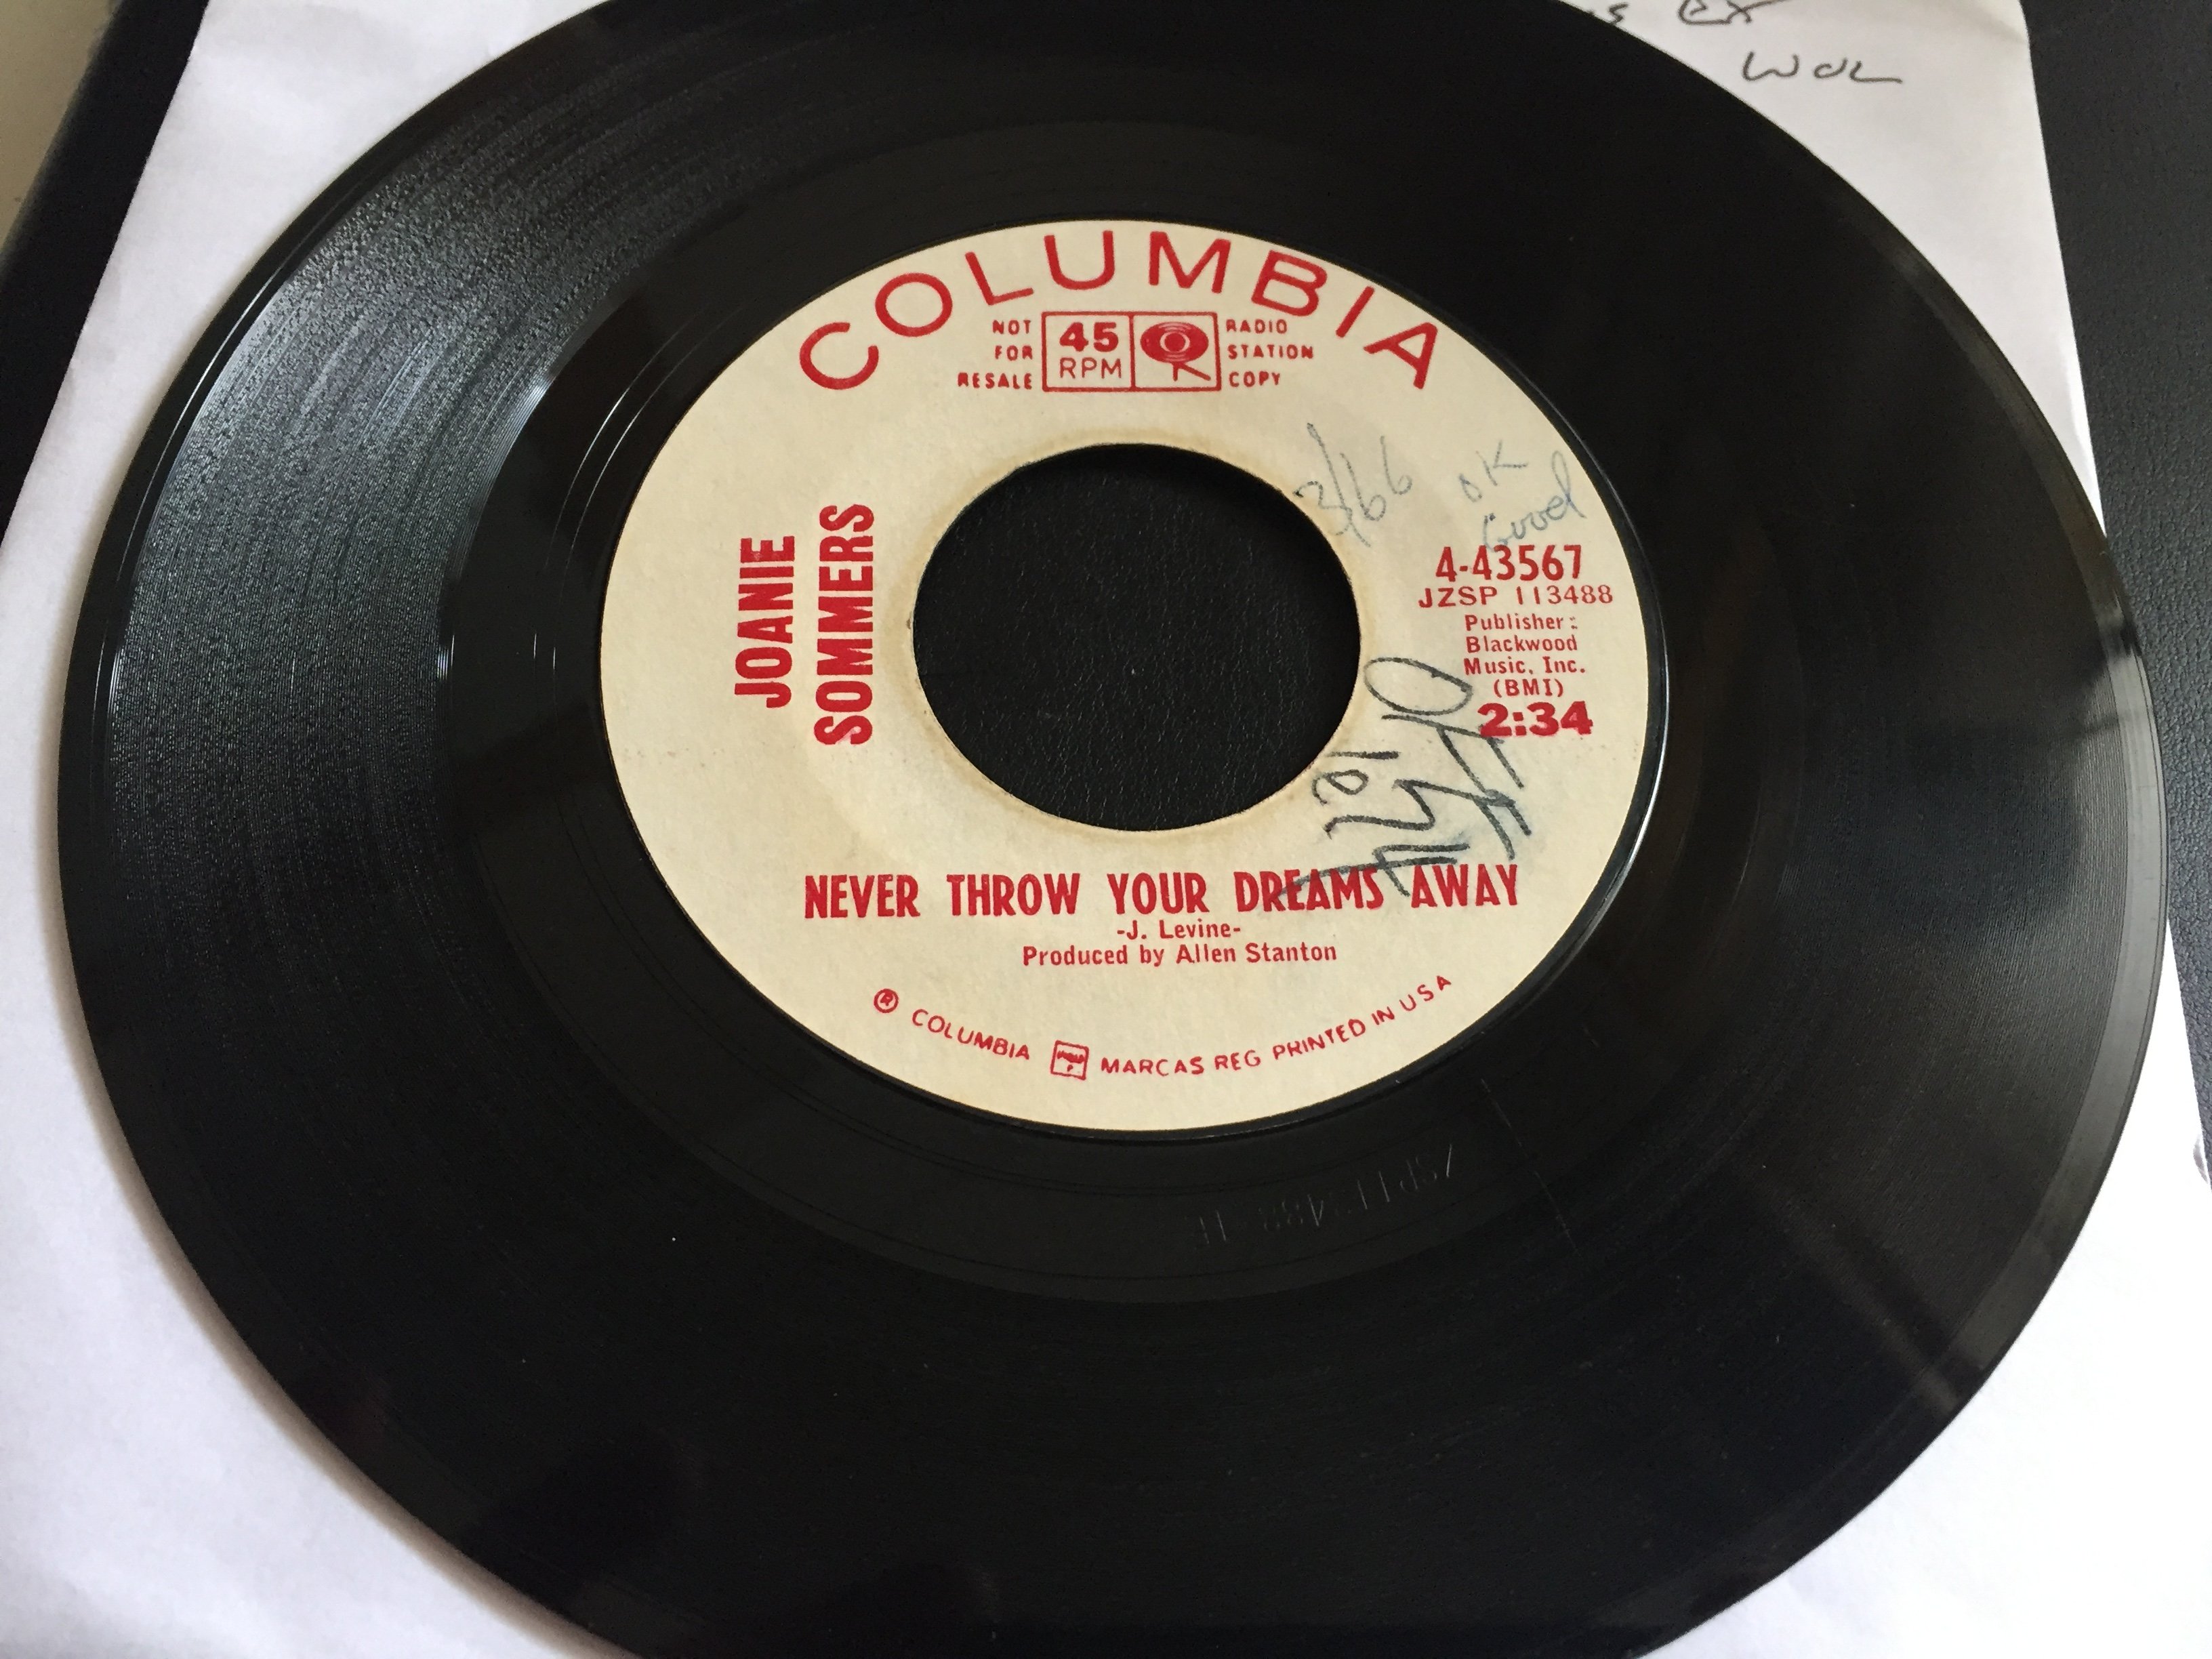 WOL
COLUMBIA
NOT
FOR
RESALE
45
RPM
RADIO
STATION
COPY
3/66
OK
Good
JOANIE
SOMMERS
4-43567
JZSP 113488
Publisher:
Blackwood
Music, Inc.
(BMI)
2:34
NEVER THROW YOUR DREAMS AWAY
-J. Levine-
Produced by Allen Stanton
® COLUMBIA MARCAS REG PRINTED IN USA